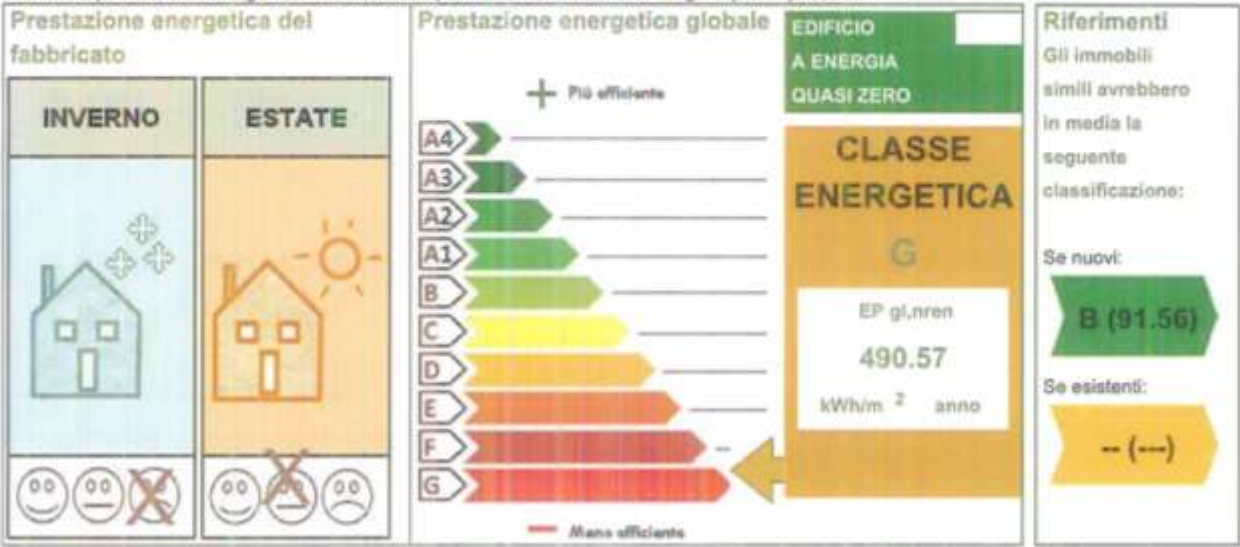 Prestazione energetica del
fabbricato
INVERNO
ESTATE
Prestazione energetica globale
Più efficiente
A4
A3
A2
A1
B
C
D
E
F
--
G
Meno efficiente
EDIFICIO
A ENERGIA
QUASI ZERO
CLASSE
ENERGETICA
G
EP gl,nren
490.57
kWh/m 2 anno
Riferimenti
Gli immobili
simili avrebbero
in media la
seguente
classificazione:
Se nuovi:
B (91.56)
Se esistenti:
-- (---)